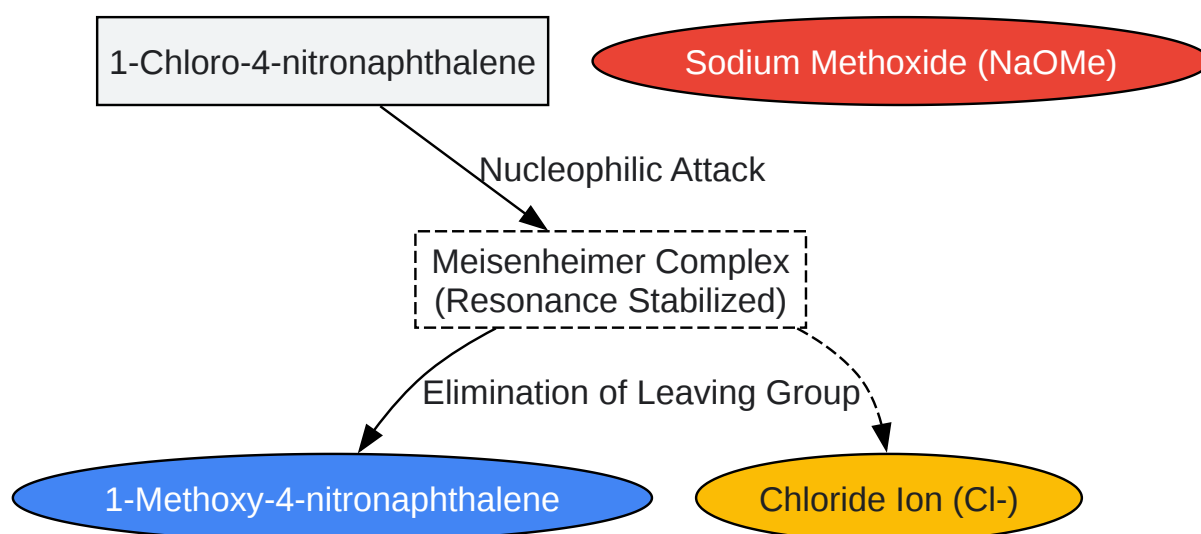 1-Chloro-4-nitronaphthalene
Sodium Methoxide (NaOMe)
Nucleophilic Attack
Meisenheimer Complex
(Resonance Stabilized)
Elimination of Leaving Group
1-Methoxy-4-nitronaphthalene
Chloride Ion (Cl-)